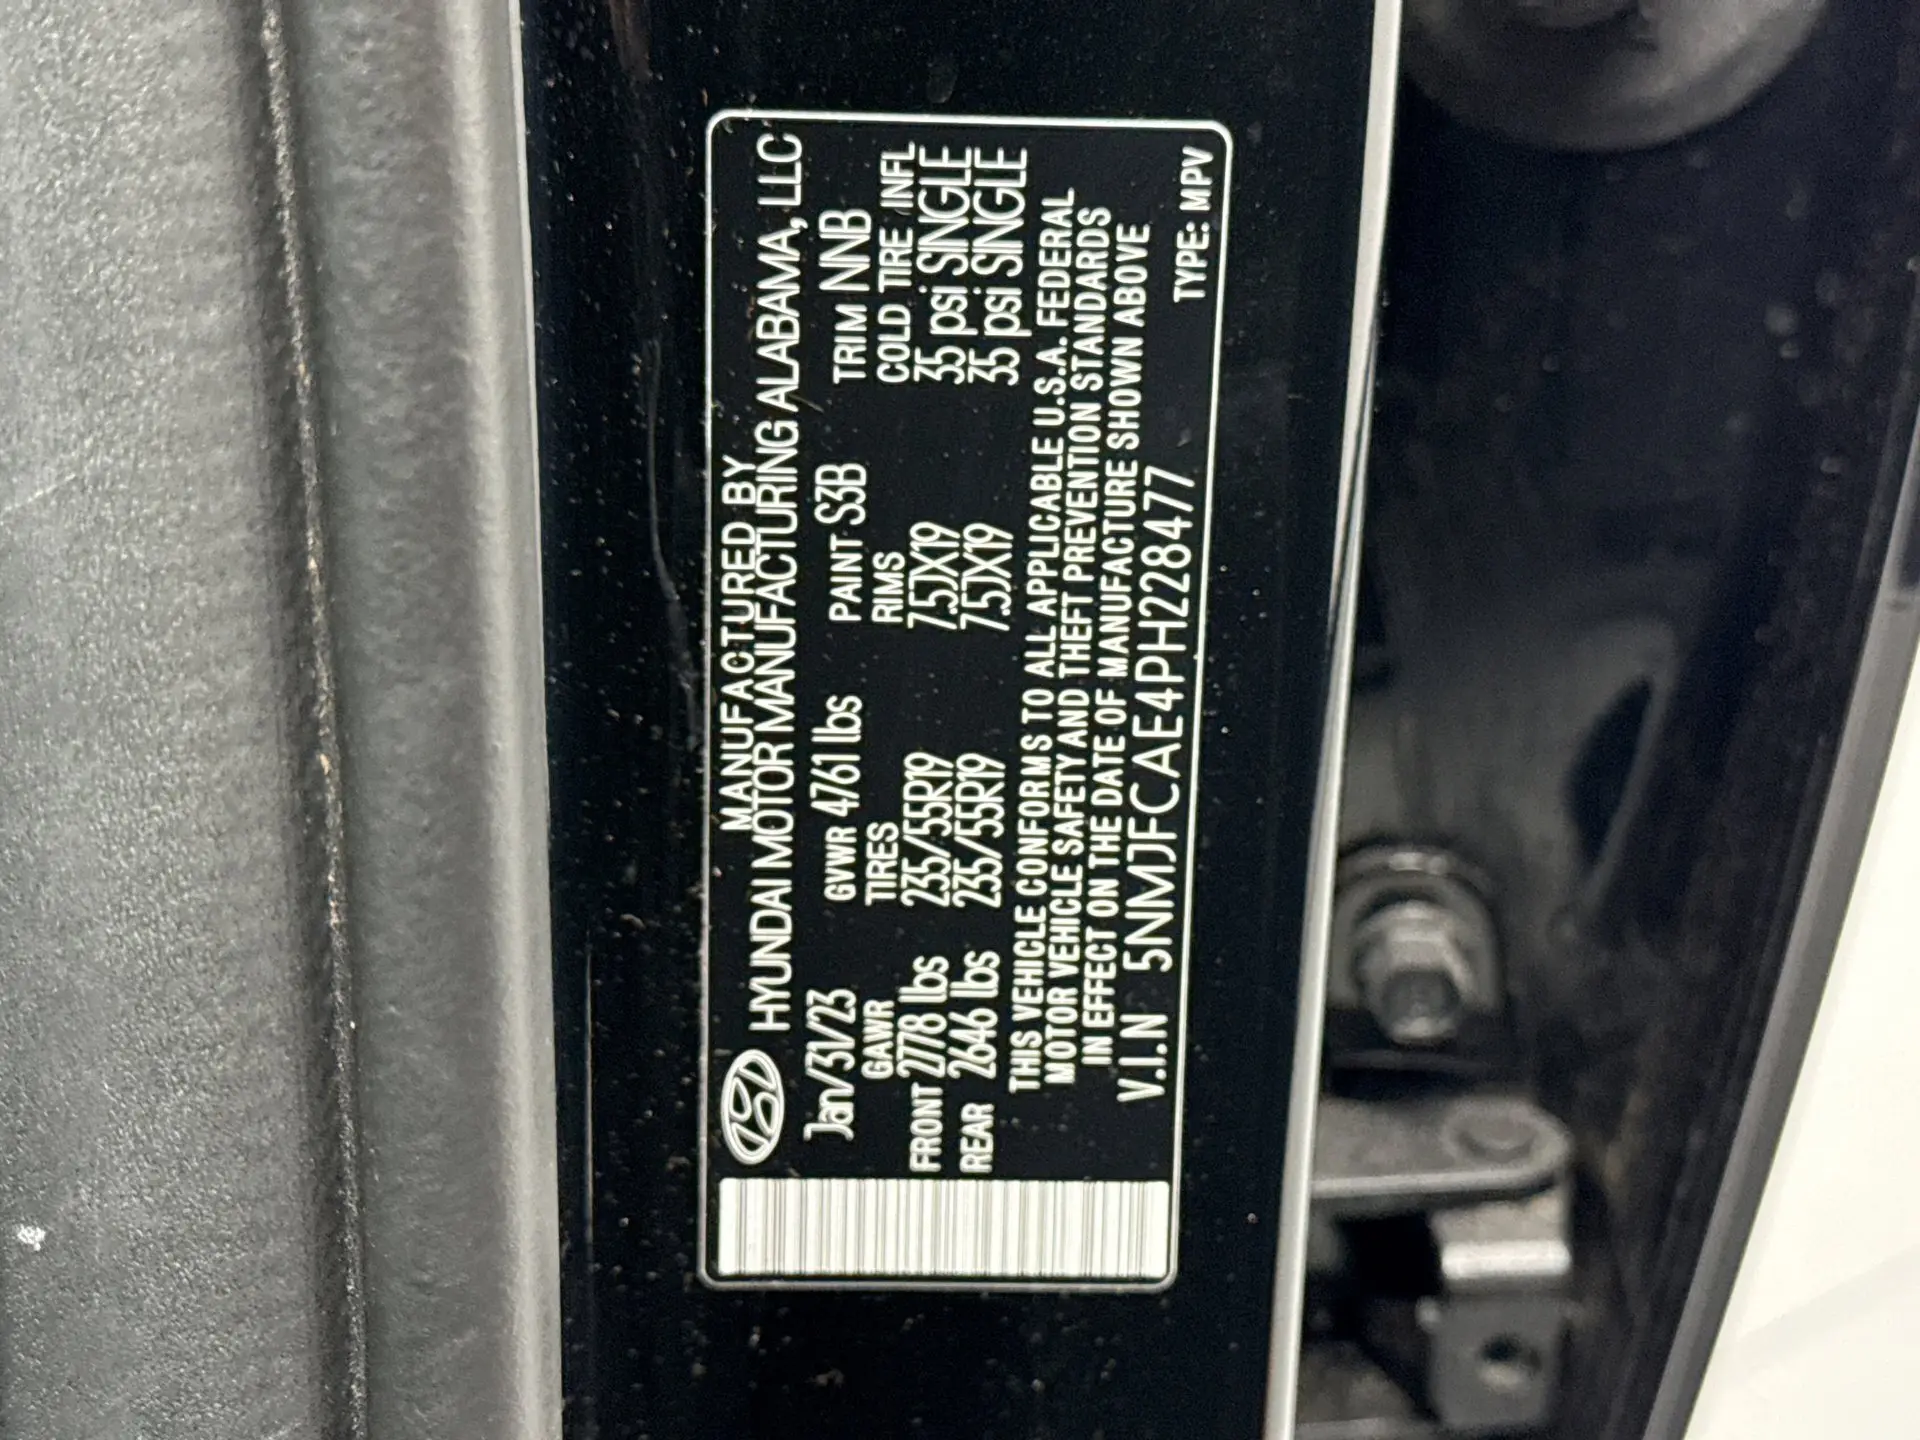 MANUFACTURED BY
HYUNDAI MOTOR MANUFACTURING ALABAMA, LLC
Jan/31/23 GVWR 4761 lbs PAINT S3B TRIM NNB
GAWR TIRES RIMS COLD TIRE INFL
FRONT 2778 lbs 235/55R19 7.5JX19 35 psi SINGLE
REAR 2646 lbs 235/55R19 7.5JX19 35 psi SINGLE
THIS VEHICLE CONFORMS TO ALL APPLICABLE U.S.A. FEDERAL
MOTOR VEHICLE SAFETY AND THEFT PREVENTION STANDARDS
IN EFFECT ON THE DATE OF MANUFACTURE SHOWN ABOVE
V.I.N 5NMJFCAE4PH228477
TYPE: MPV